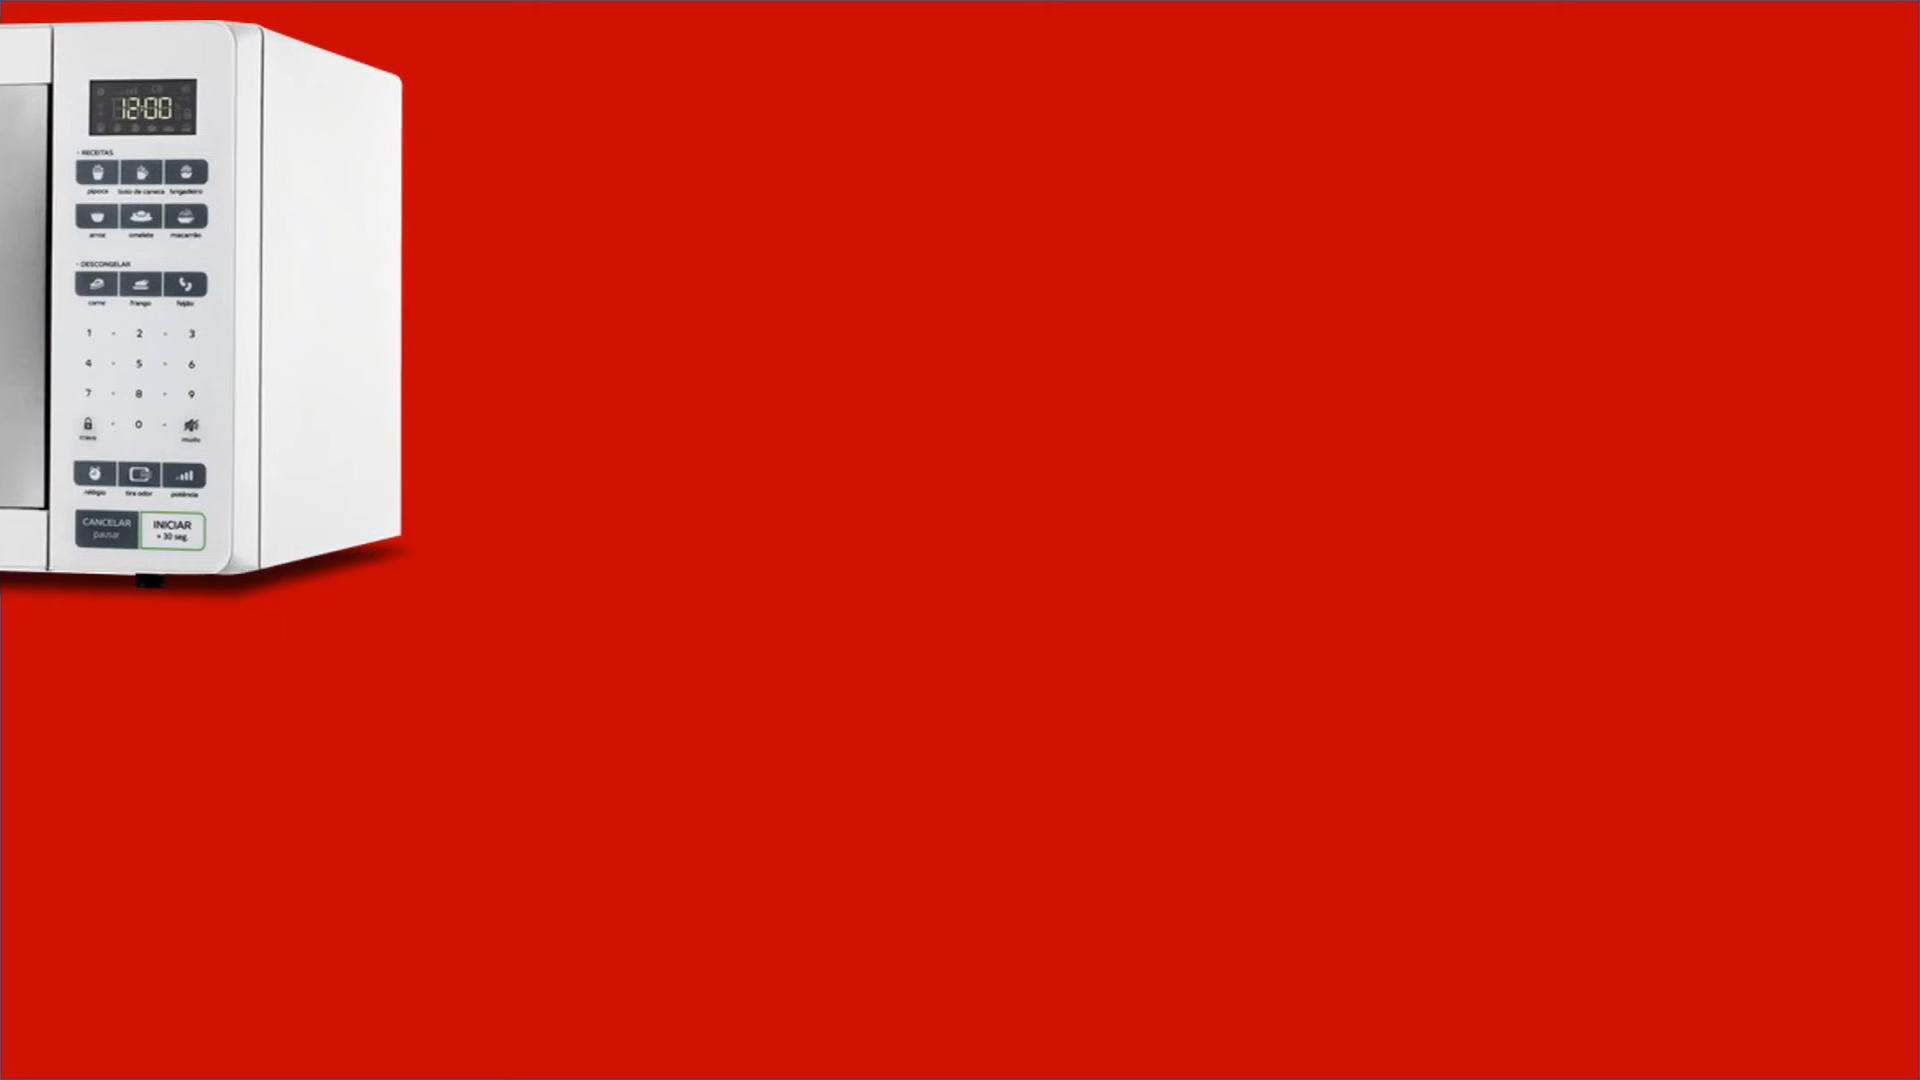 12:00
• RECEITAS
pipoca bolo de caneca brigadeiro
arroz omelete macarrão
• DESCONGELAR
carne frango feijão
1 • 2 • 3
4 • 5 • 6
7 • 8 • 9
0
trava mudo
relógio tira odor potência
CANCELAR INICIAR
pausar + 30 seg.